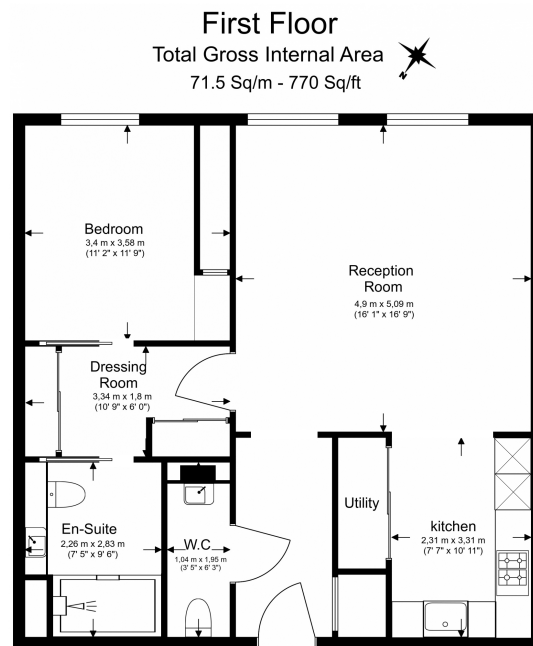 First Floor
Total Gross Internal Area
71.5 Sq/m - 770 Sq/ft
N
Bedroom
3,4 m x 3,58 m
(11' 2" x 11' 9")
Reception
Room
4,9 m x 5,09 m
(16' 1" x 16' 9")
Dressing
Room
3,34 m x 1,8 m
(10' 9" x 6' 0")
Utility
En-Suite
2,26 m x 2,83 m
(7' 5" x 9' 6")
W.C
1,04 m x 1,95 m
(3' 5" x 6' 3")
kitchen
2,31 m x 3,31 m
(7' 7" x 10' 11")